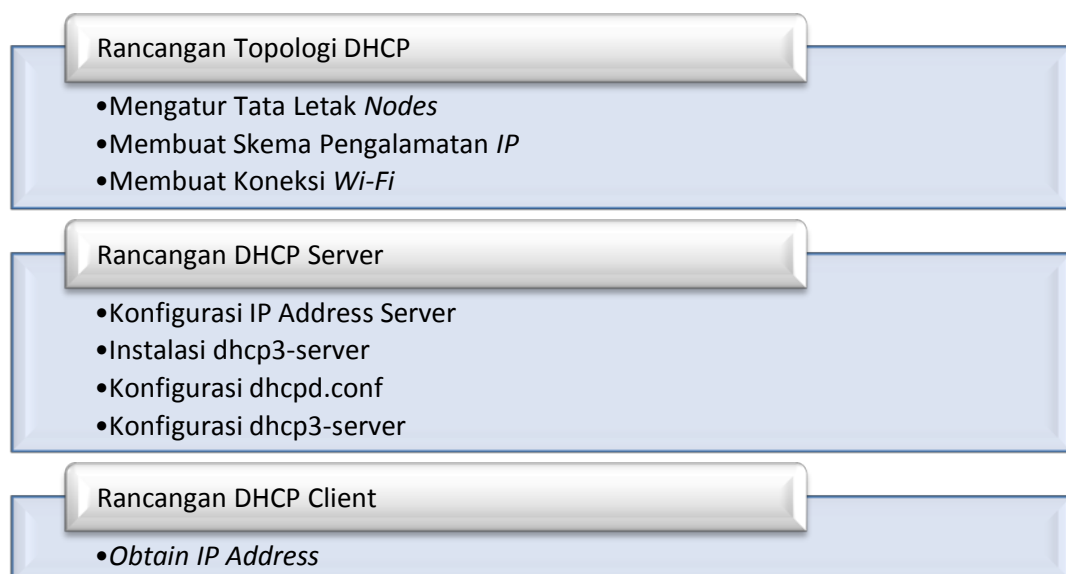 Rancangan Topologi DHCP
•Mengatur Tata Letak Nodes
•Membuat Skema Pengalamatan IP
•Membuat Koneksi Wi-Fi
Rancangan DHCP Server
•Konfigurasi IP Address Server
•Instalasi dhcp3-server
•Konfigurasi dhcpd.conf
•Konfigurasi dhcp3-server
Rancangan DHCP Client
•Obtain IP Address